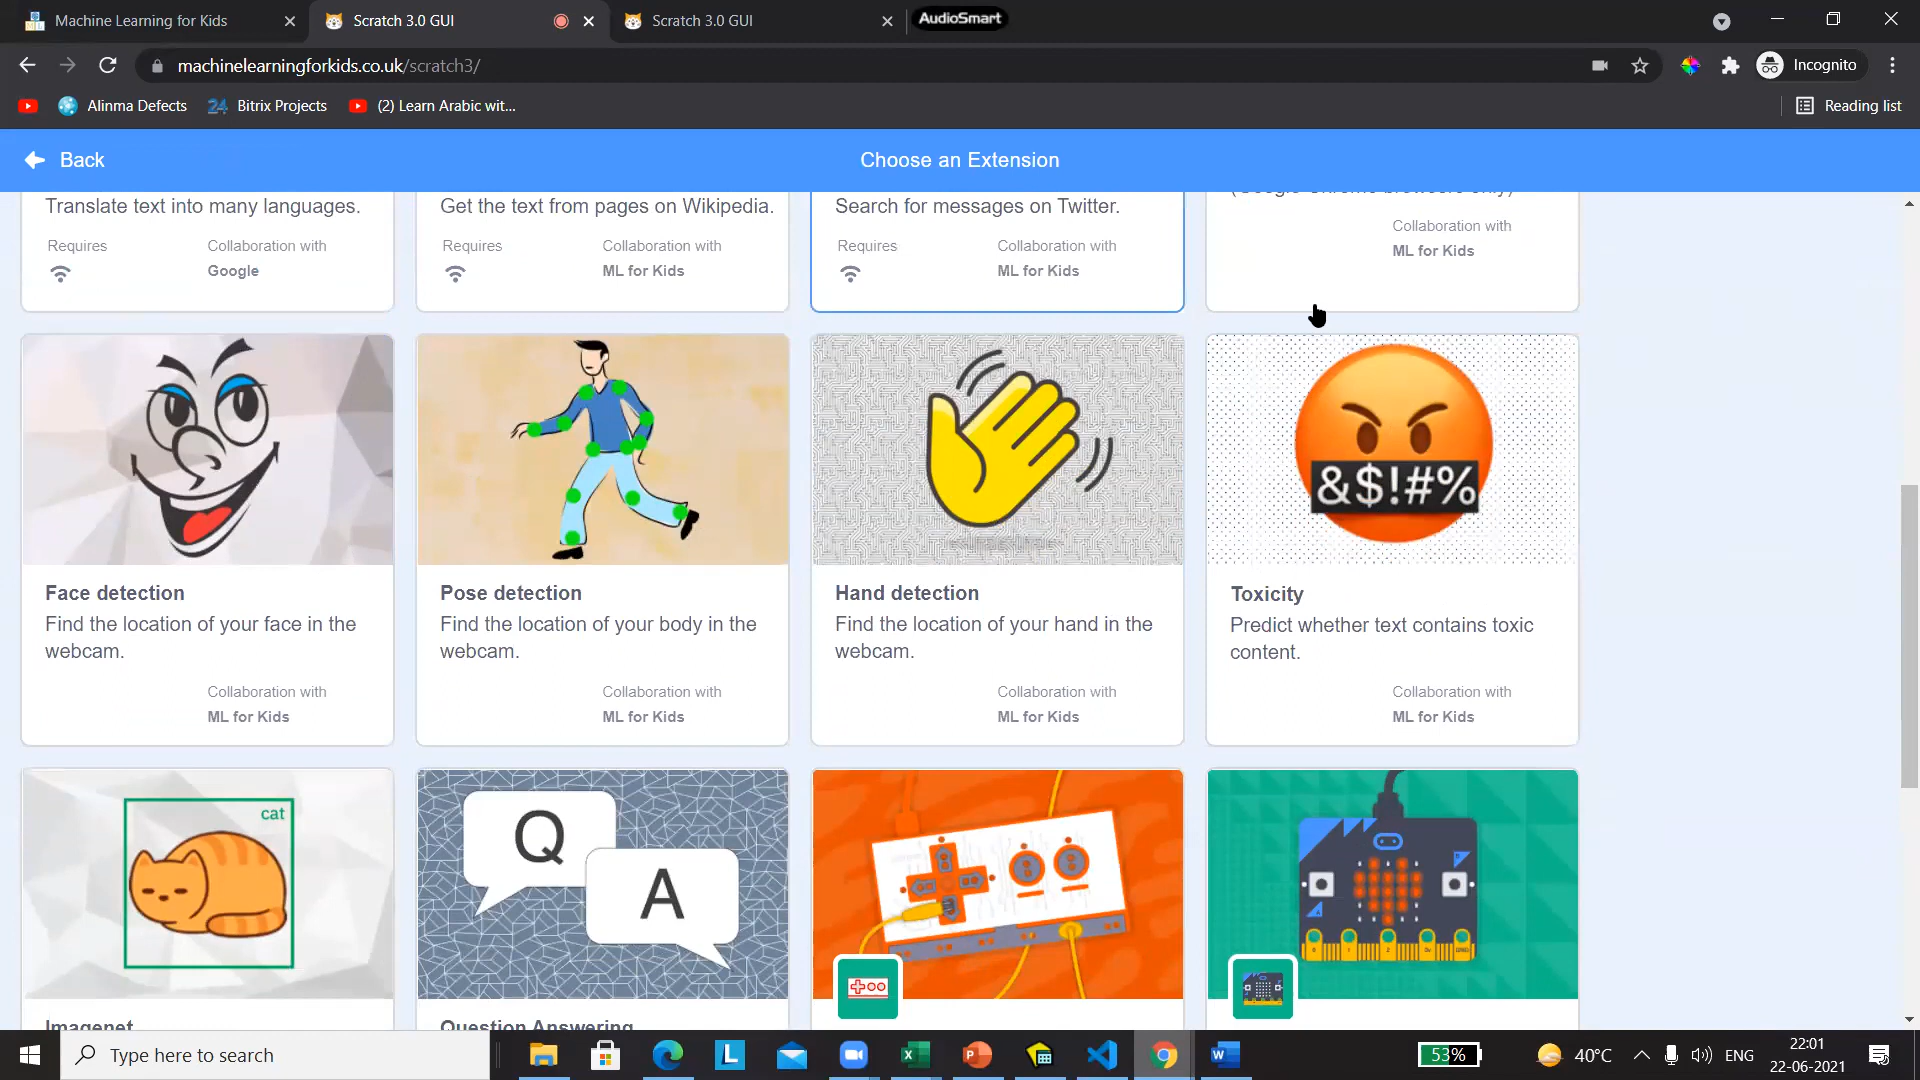 Machine Learning for Kids
Scratch 3.0 GUI
Scratch 3.0 GUI
AudioSmart
machinelearningforkids.co.uk/scratch3/
Incognito
Alinma Defects
24 Bitrix Projects
(2) Learn Arabic wit...
Reading list
Back
Choose an Extension
Translate text into many languages.
Requires
Collaboration with
Google
Get the text from pages on Wikipedia.
Requires
Collaboration with
ML for Kids
Search for messages on Twitter.
Requires
Collaboration with
ML for Kids
(Google Chrome browsers only)
Collaboration with
ML for Kids
Face detection
Find the location of your face in the
webcam.
Collaboration with
ML for Kids
Pose detection
Find the location of your body in the
webcam.
Collaboration with
ML for Kids
Hand detection
Find the location of your hand in the
webcam.
Collaboration with
ML for Kids
&$!#%
Toxicity
Predict whether text contains toxic
content.
Collaboration with
ML for Kids
cat
Imagenet
Q
A
Question Answering
Type here to search
53%
40°C
ENG
22:01
22-06-2021